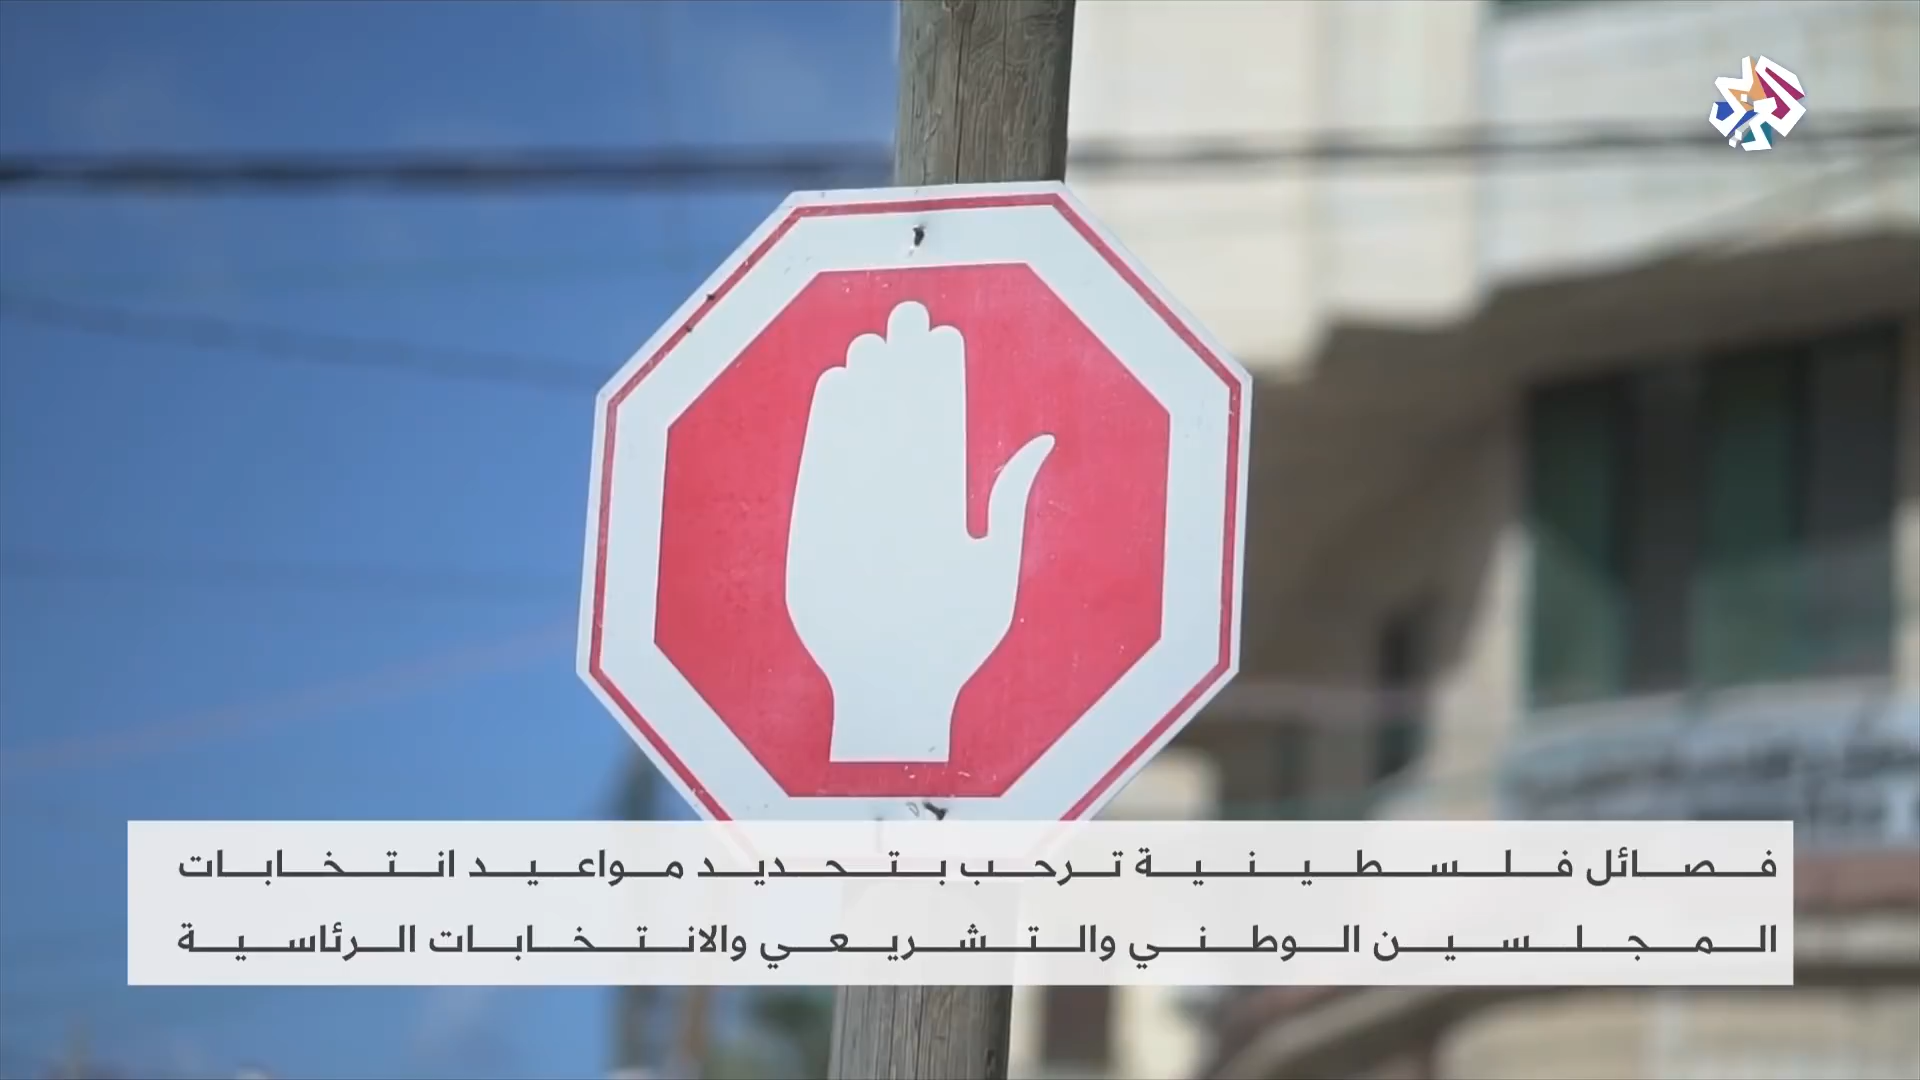 فصائل فلسطينية ترحب بتحديد مواعيد انتخابات
المجلسين الوطني والتشريعي والانتخابات الرئاسية